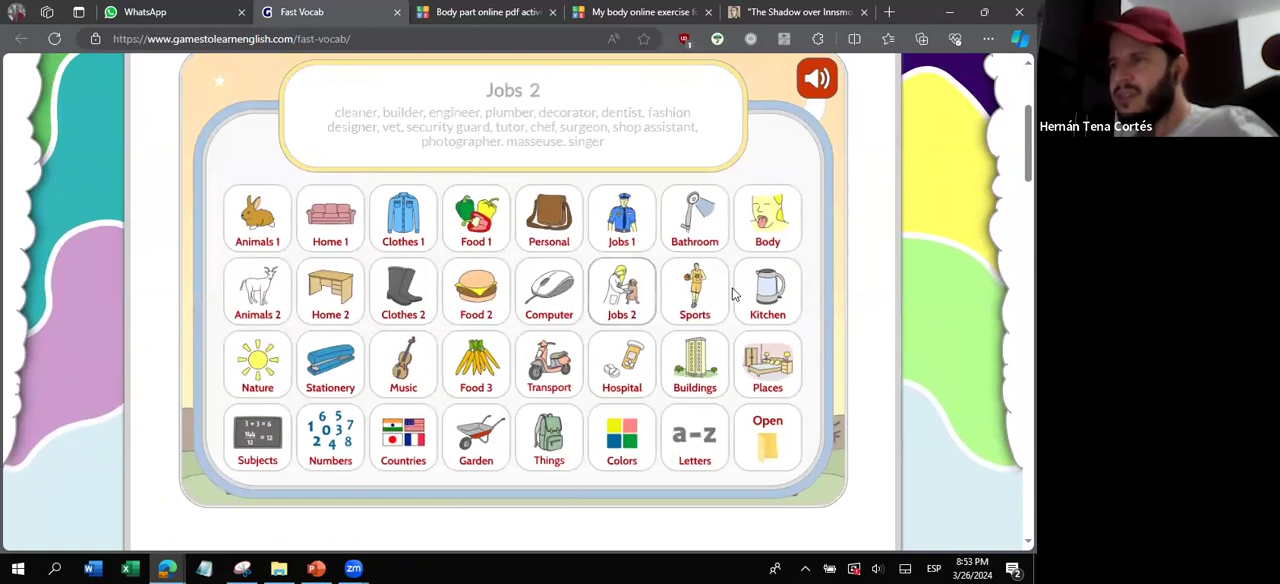 WhatsApp
Fast Vocab
Body part online pdf activ
My body online exercise f
"The Shadow over Innsmo
https://www.gamestolearnenglish.com/fast-vocab/
Hernán Tena Cortés
Jobs 2
cleaner, builder, engineer, plumber, decorator, dentist, fashion
designer, vet, security guard, tutor, chef, surgeon, shop assistant,
photographer, masseuse, singer
Animals 1 Home 1 Clothes 1 Food 1 Personal Jobs 1 Bathroom Body
Animals 2 Home 2 Clothes 2 Food 2 Computer Jobs 2 Sports Kitchen
Nature Stationery Music Food 3 Transport Hospital Buildings Places
Open
a-z
Subjects Numbers Countries Garden Things Colors Letters
8:53 PM
ESP
3/26/2024